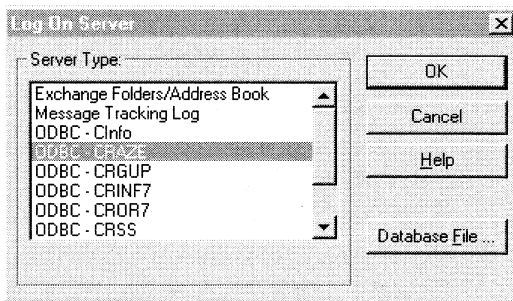 Log On Server
Server Type:
Exchange Folders/Address Book
Message Tracking Log
ODBC - CInfo
ODBC - CRAZE
ODBC - CRGUP
ODBC - CRINF7
ODBC - CROR7
ODBC - CRSS
OK
Cancel
Help
Database File ...